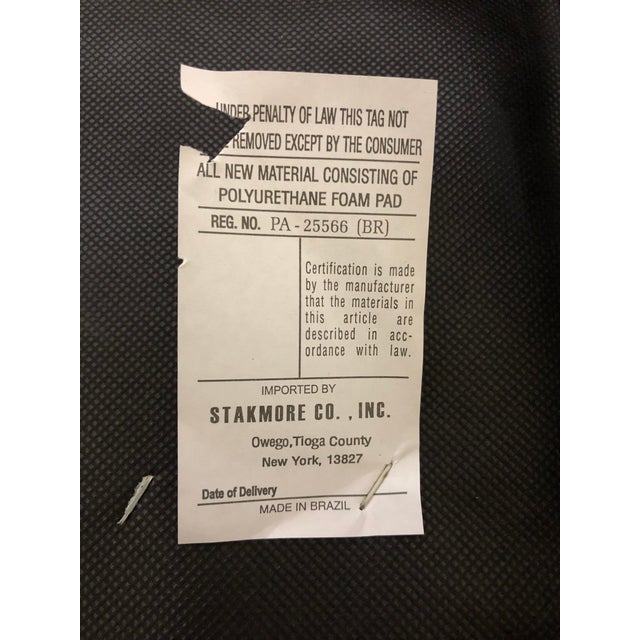 UNDER PENALTY OF LAW THIS TAG NOT
REMOVED EXCEPT BY THE CONSUMER
ALL NEW MATERIAL CONSISTING OF
POLYURETHANE FOAM PAD
REG. NO. PA - 25566 (BR)
Certification is made
by the manufacturer
that the materials in
this article are
described in acc-
ordance with law.
IMPORTED BY
STAKMORE CO. , INC.
Owego,Tioga County
New York, 13827
Date of Delivery
MADE IN BRAZIL